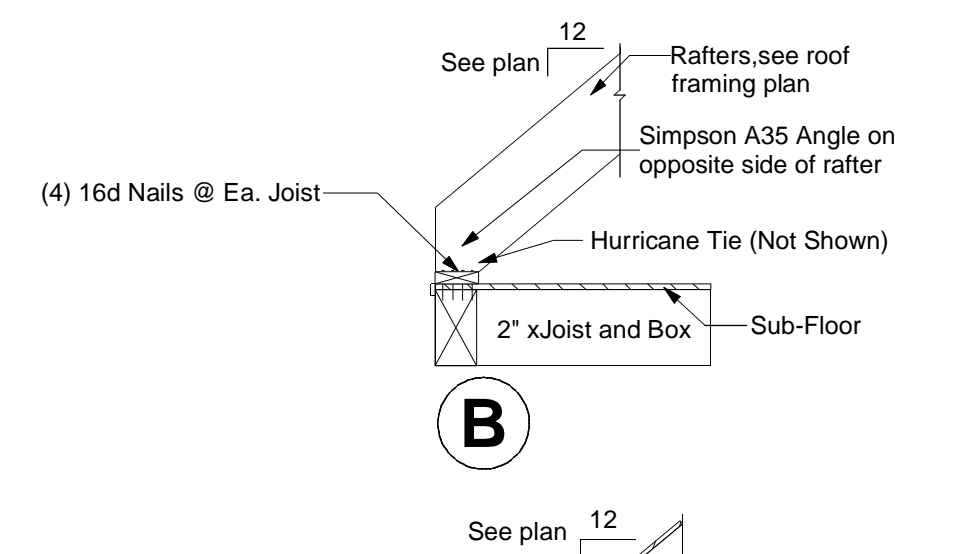 12
See plan
Rafters,see roof
framing plan
Simpson A35 Angle on
opposite side of rafter
(4) 16d Nails @ Ea. Joist
Hurricane Tie (Not Shown)
2" xJoist and Box
Sub-Floor
B
12
See plan